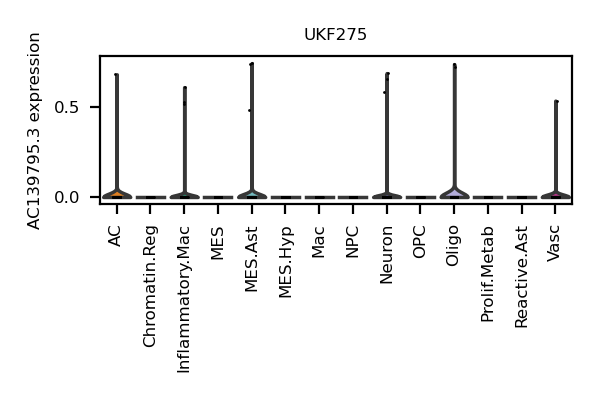 UKF275
AC139795.3 expression
0.5
0.0
AC
Chromatin.Reg
Inflammatory.Mac
MES
MES.Ast
MES.Hyp
Mac
NPC
Neuron
OPC
Oligo
Prolif.Metab
Reactive.Ast
Vasc